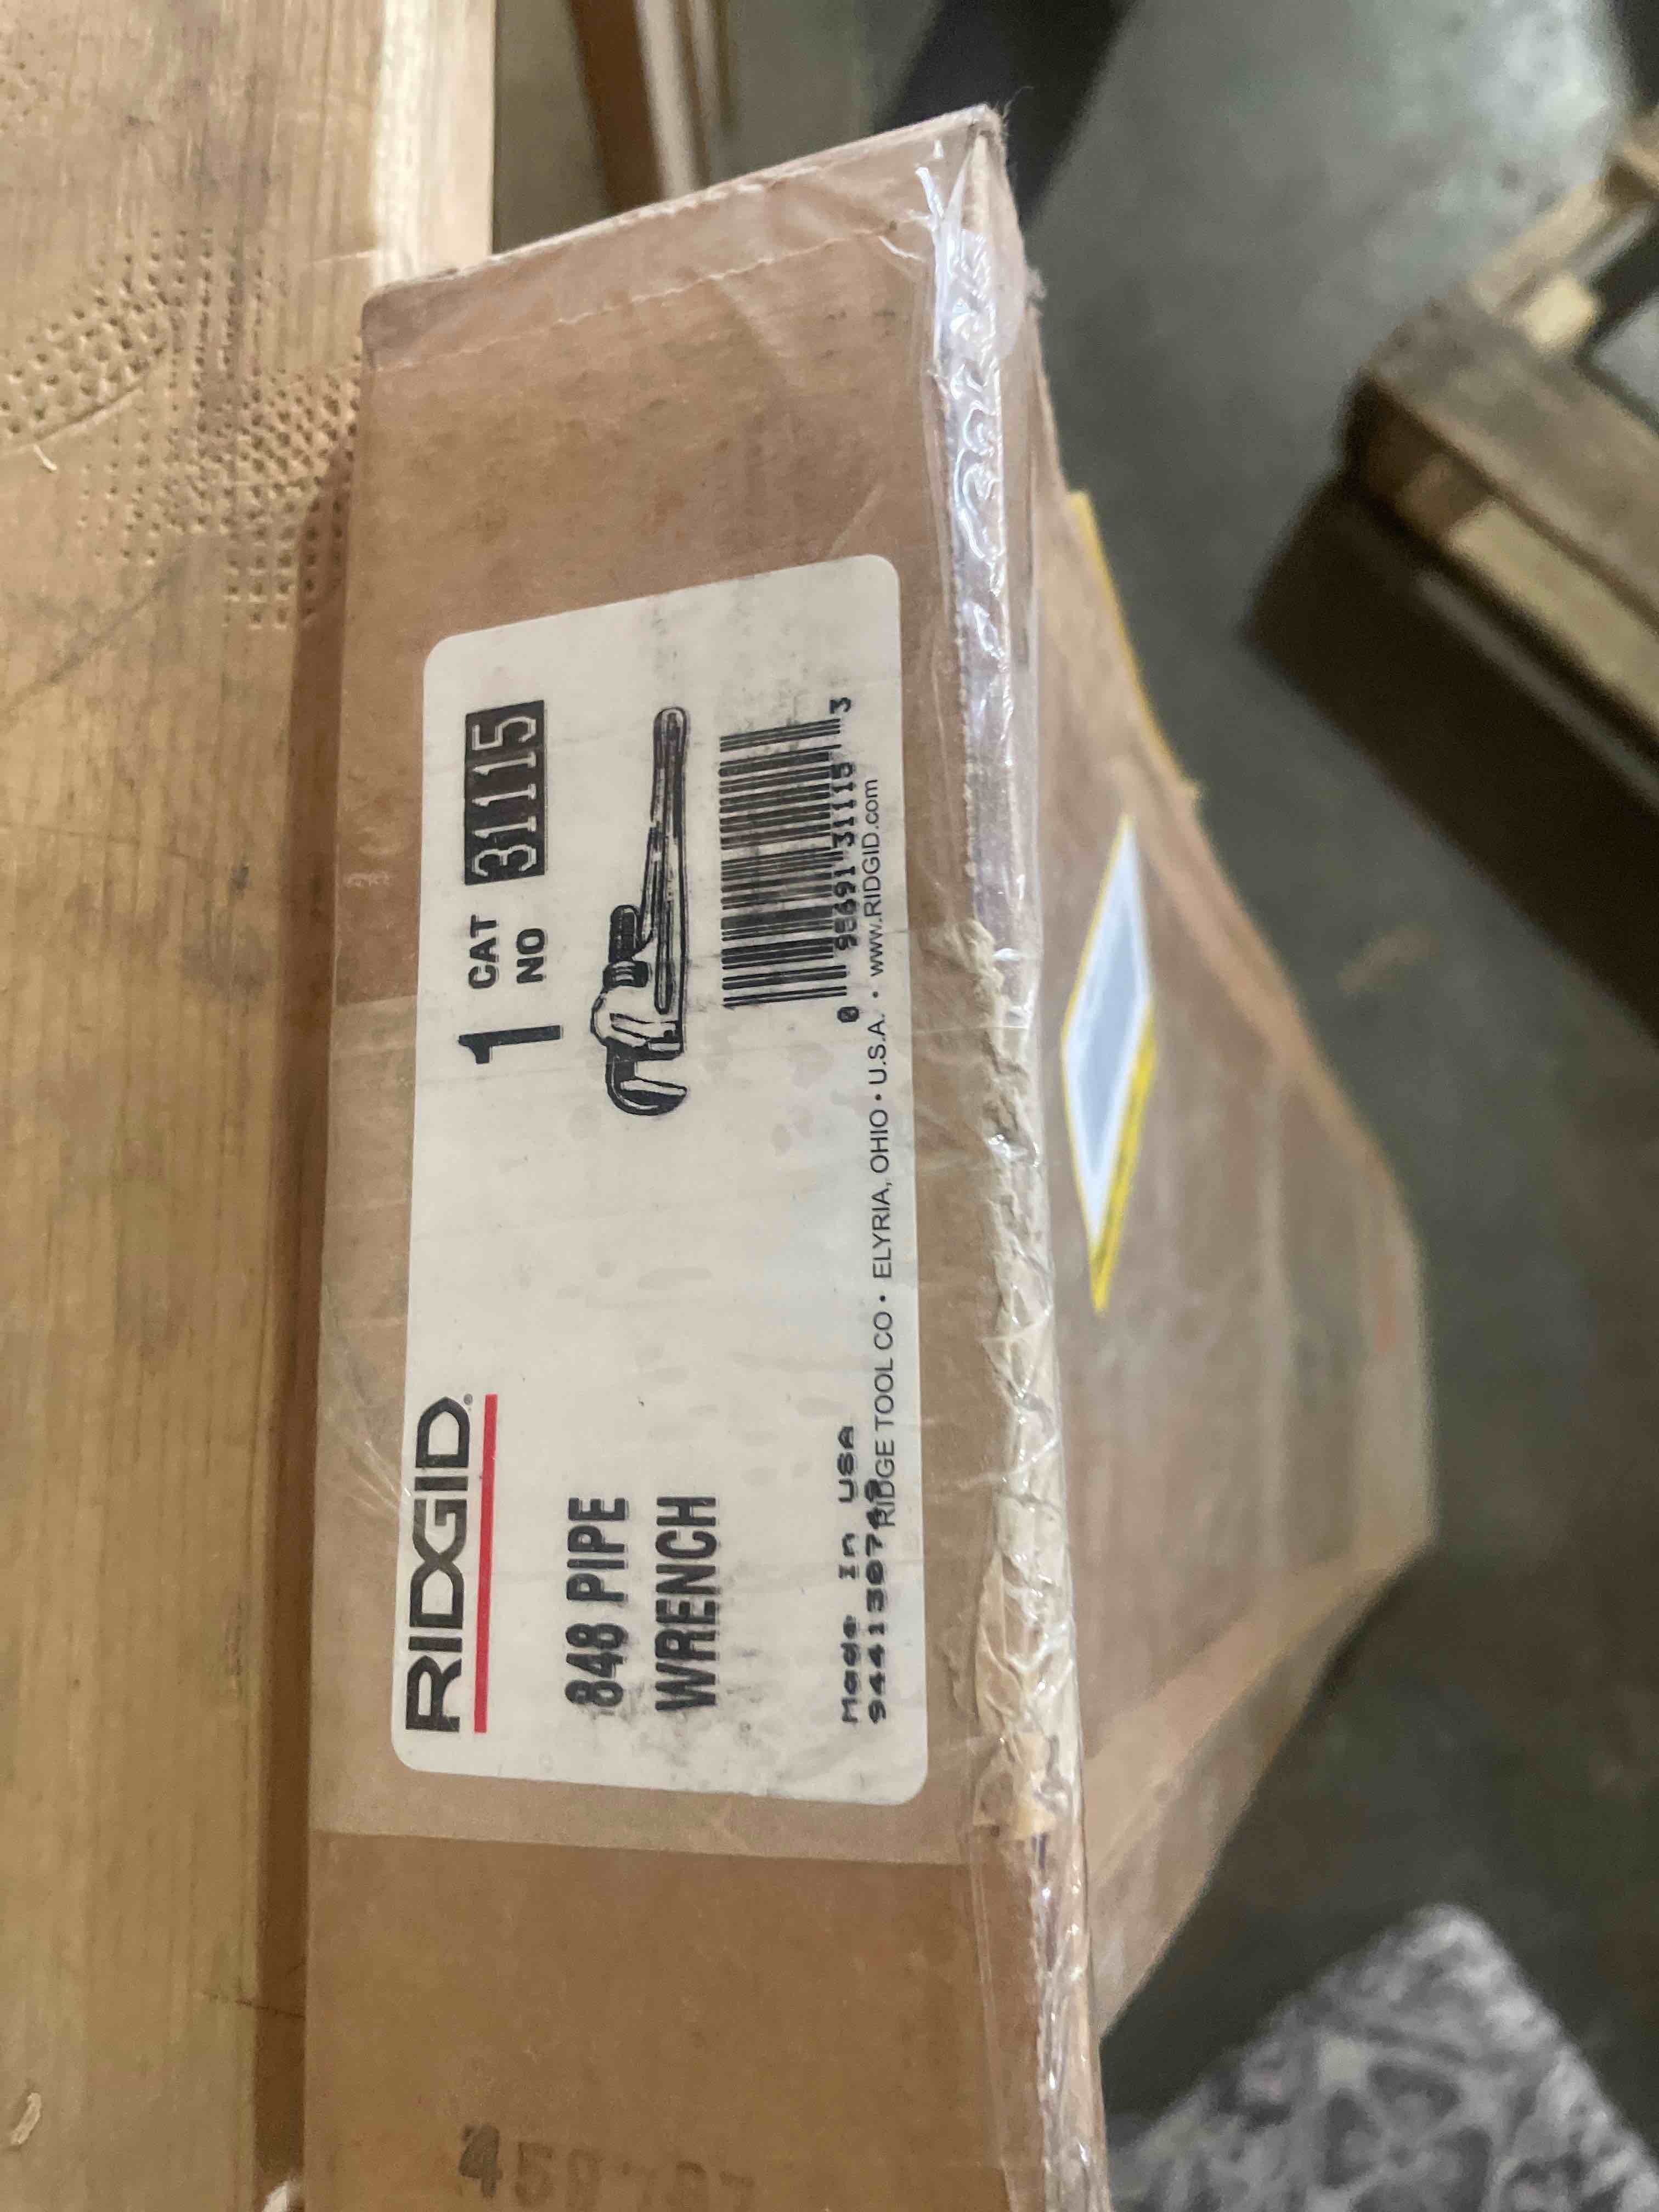 RIDGID®
1 CAT NO 31115
848 PIPE
WRENCH
0 95691 31115 3
Made In USA
RIDGE TOOL CO • ELYRIA, OHIO • U.S.A. • www.RIDGID.com